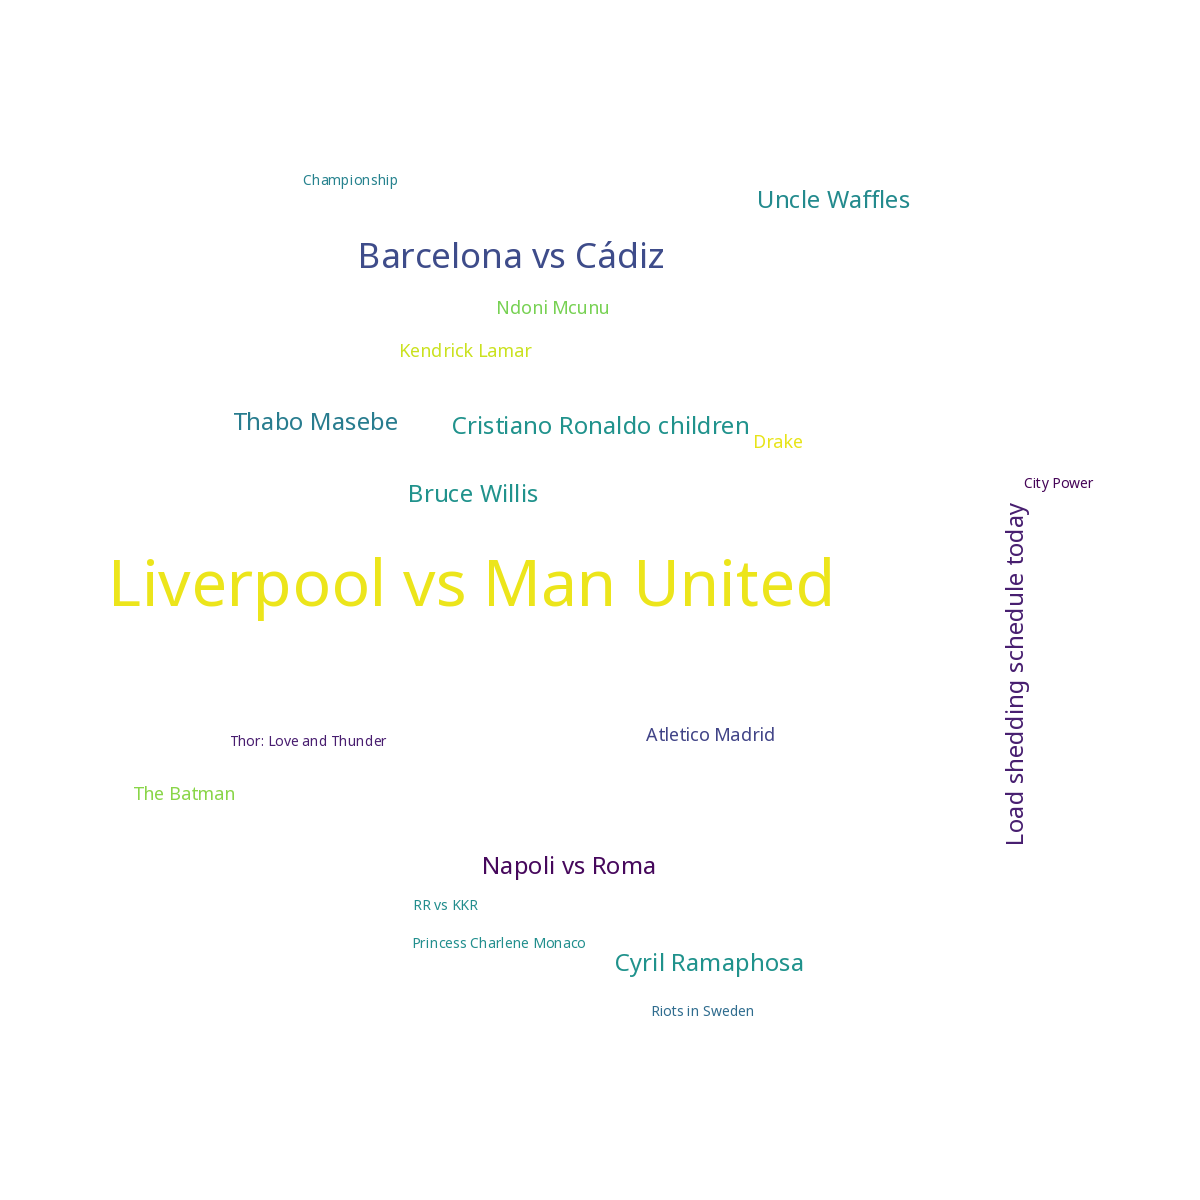 Championship
Uncle Waffles
Barcelona vs Cádiz
Ndoni Mcunu
Kendrick Lamar
Thabo Masebe
Cristiano Ronaldo children
Drake
City Power
Bruce Willis
Load shedding schedule today
Liverpool vs Man United
Atletico Madrid
Thor: Love and Thunder
The Batman
Napoli vs Roma
RR vs KKR
Princess Charlene Monaco
Cyril Ramaphosa
Riots in Sweden